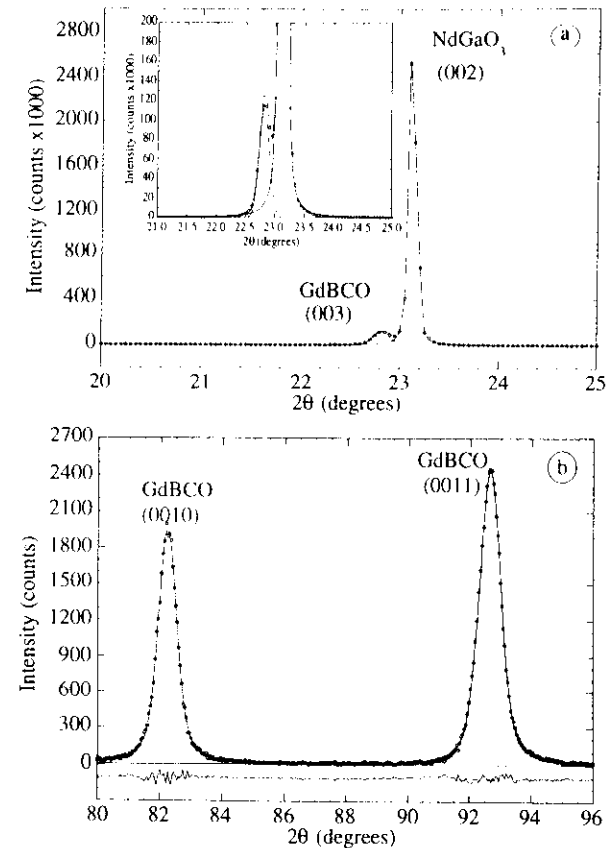 2800
2400
2000
1600
1200
800
400
0
Intensity (counts x1000)
20 21 22 23 24 25
2θ (degrees)
(a)
NdGaO3
(002)
GdBCO
(003)
200
180
160
140
120
100
80
60
40
20
0
Intensity (counts x1000)
21.0 21.5 22.0 22.5 23.0 23.5 24.0 24.5 25.0
2θ(degrees)
2700
2400
2100
1800
1500
1200
900
600
300
0
Intensity (counts)
80 82 84 86 88 90 92 94 96
2θ (degrees)
b
GdBCO
(0010)
GdBCO
(0011)